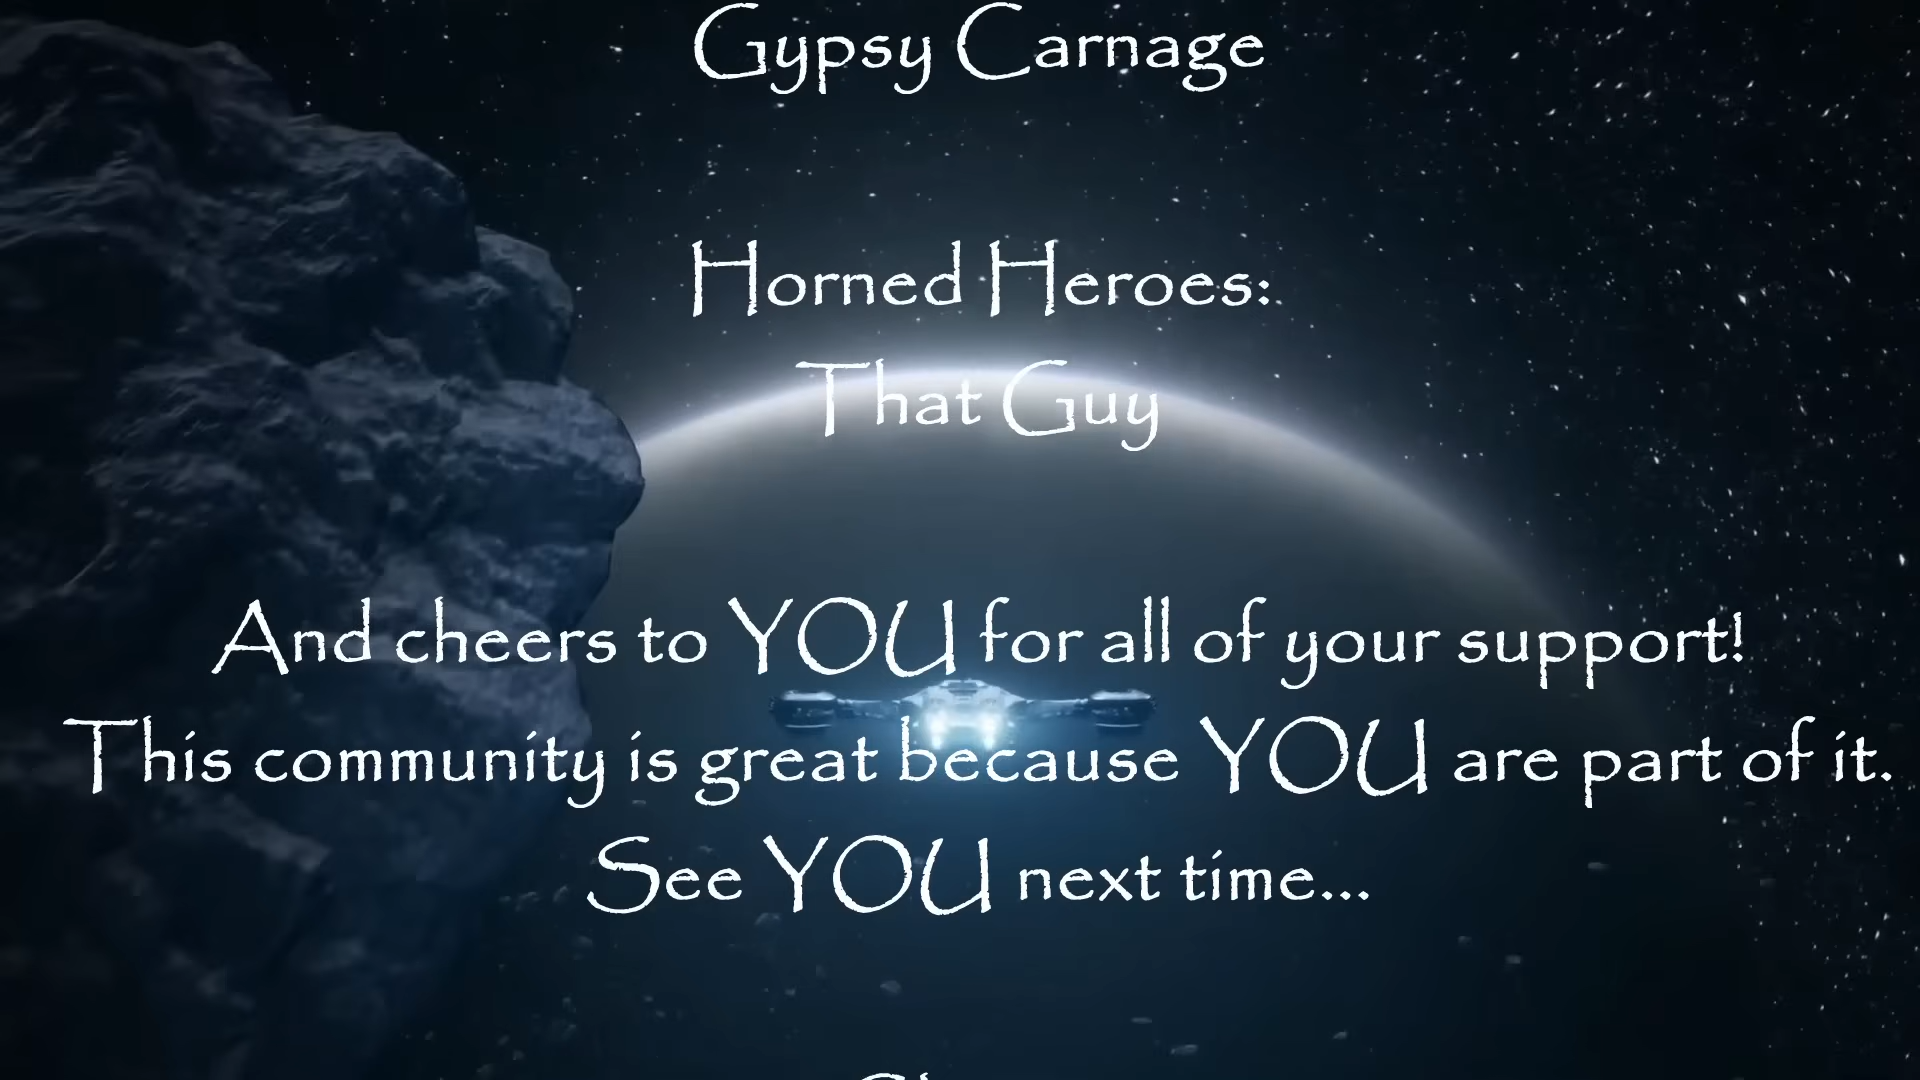 Gypsy Carnage
Horned Heroes:
That Guy
And cheers to YOU for all of your support!
This community is great because YOU are part of it.
See YOU next time...